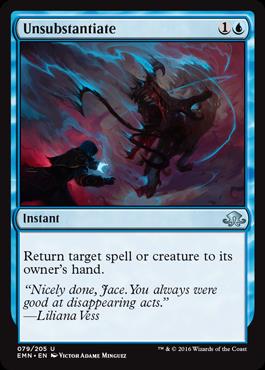 Unsubstantiate 1
Instant
Return target spell or creature to its
owner's hand.
“Nicely done, Jace. You always were
good at disappearing acts.”
—Liliana Vess
079/205 U
EMN • EN Victor Adame Minguez
™ & © 2016 Wizards of the Coast